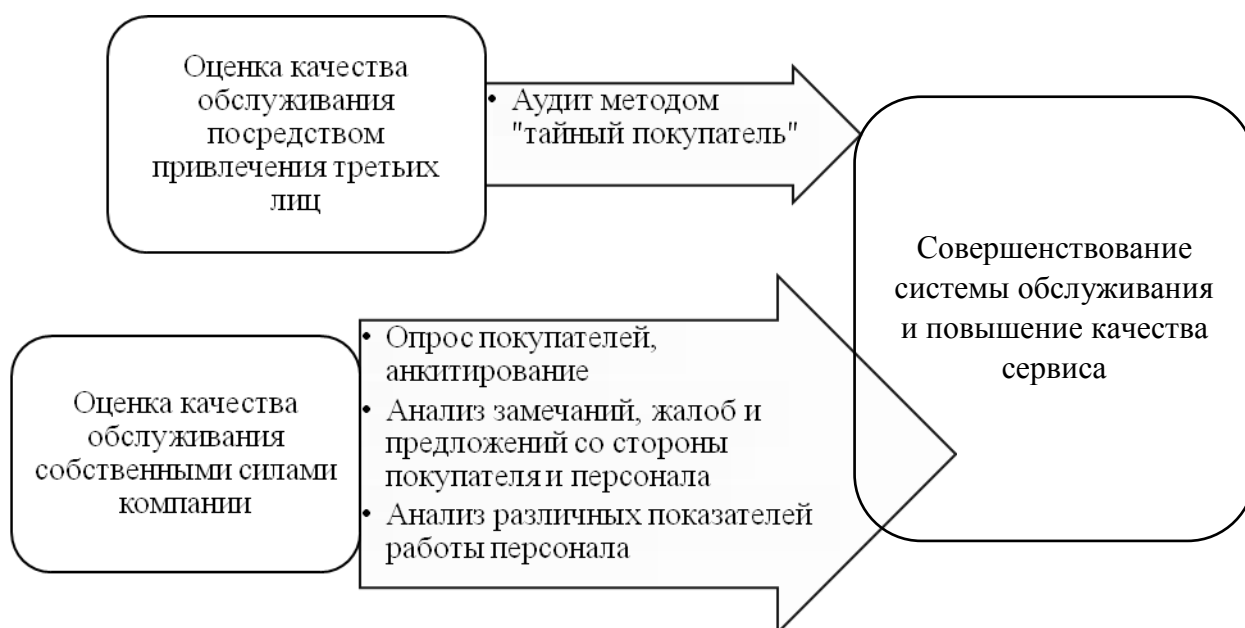 Оценка качества
обслуживания
посредством
привлечения третьих
лиц
• Аудит методом
"тайный покупатель"
Совершенствование
системы обслуживания
и повышение качества
сервиса
Оценка качества
обслуживания
собственными силами
компании
• Опрос покупателей,
анкитирование
• Анализ замечаний, жалоб и
предложений со стороны
покупателя и персонала
• Анализ различных показателей
работы персонала